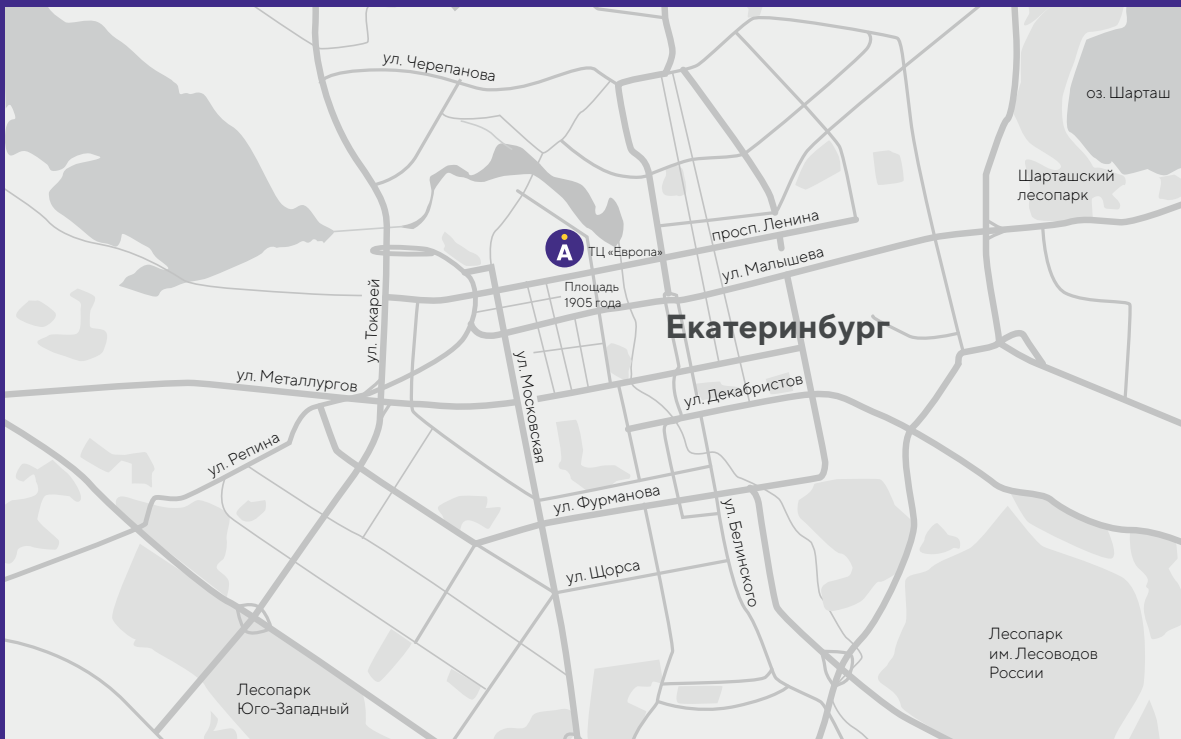 ул. Черепанова
оз. Шарташ
Шарташский
лесопарк
просп. Ленина
А
ТЦ «Европа»
ул. Малышева
Площадь
1905 года
ул. Токарей
Екатеринбург
ул. Металлургов
ул. Московская
ул. Декабристов
ул. Репина
ул. Фурманова
ул. Белинского
ул. Щорса
Лесопарк
им. Лесоводов
России
Лесопарк
Юго-Западный